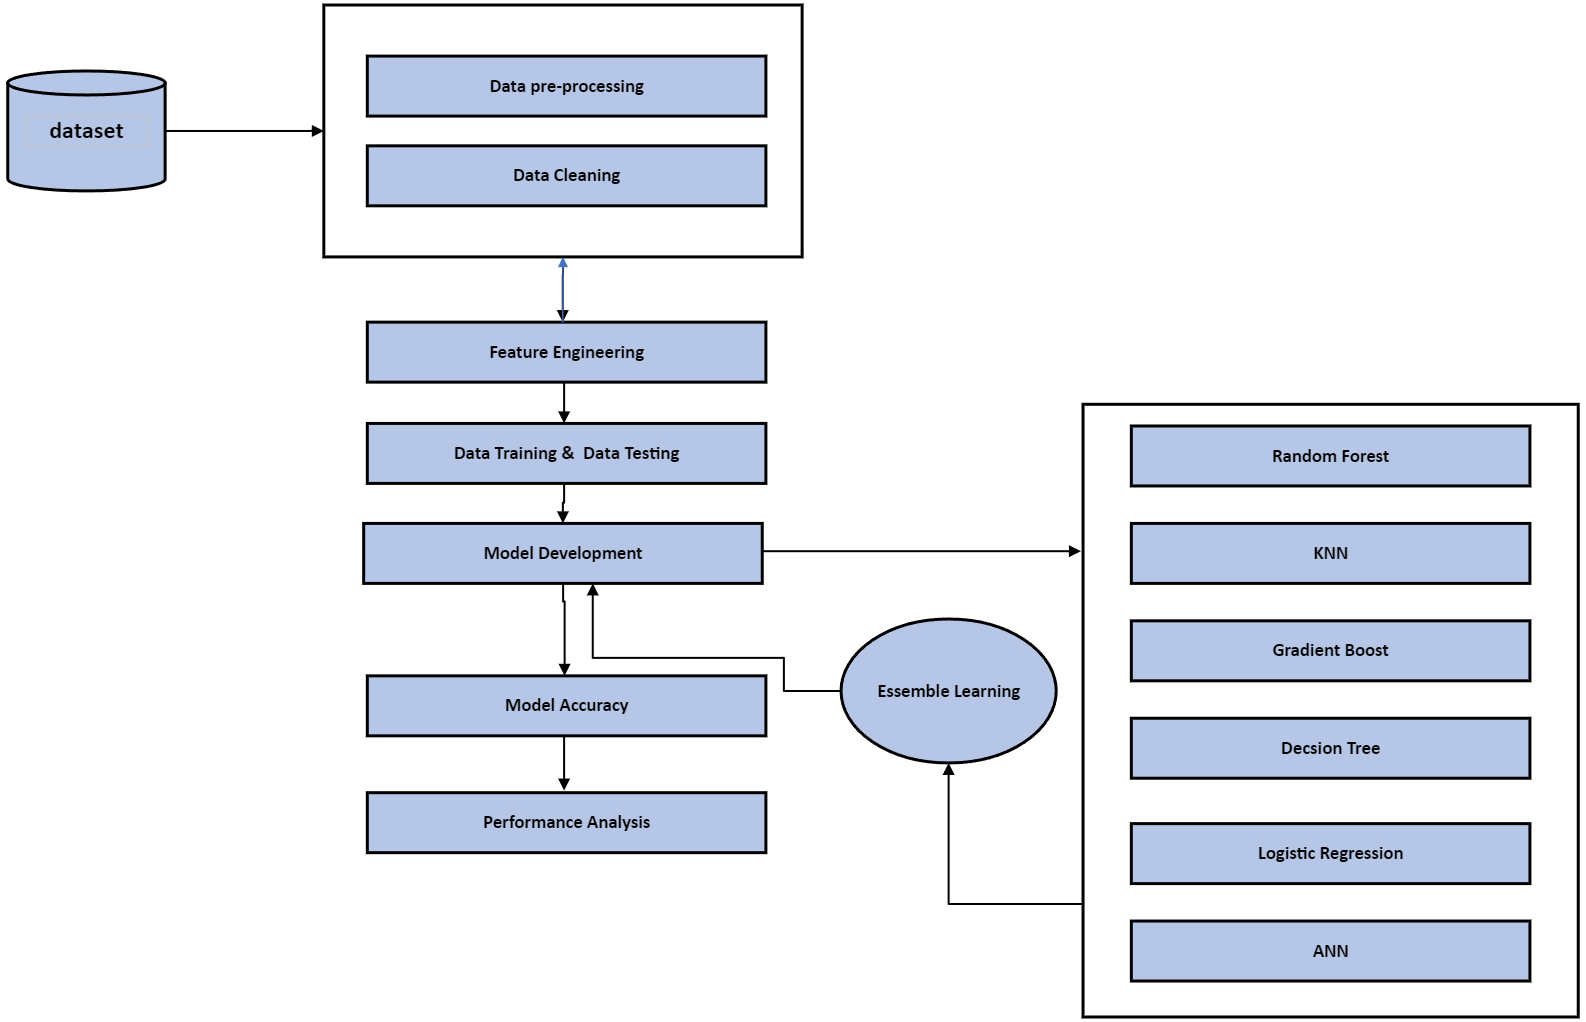 dataset
Data pre-processing
Data Cleaning
Feature Engineering
Data Training & Data Testing
Model Development
Model Accuracy
Performance Analysis
Essemble Learning
Random Forest
KNN
Gradient Boost
Decsion Tree
Logistic Regression
ANN